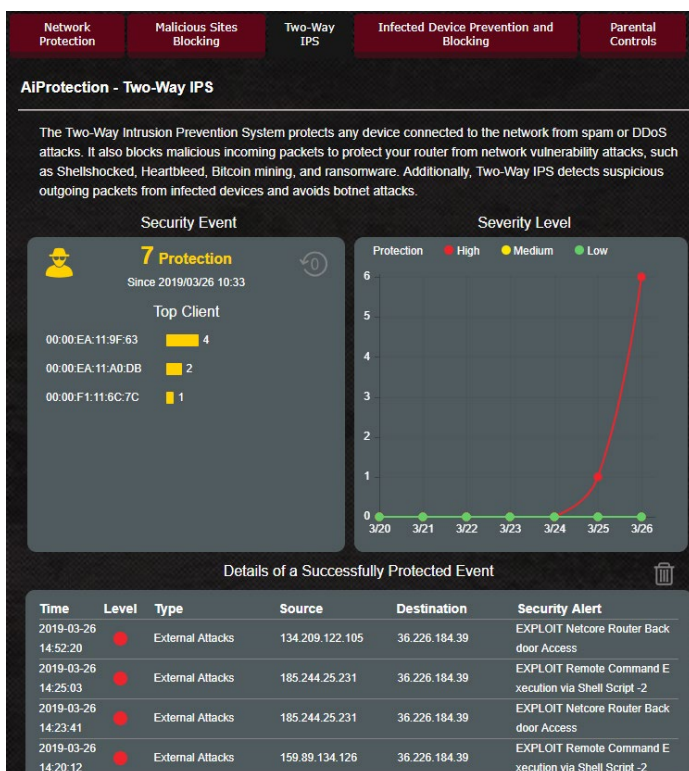 Network Protection
Malicious Sites Blocking
Two-Way IPS
Infected Device Prevention and Blocking
Parental Controls
AiProtection - Two-Way IPS
The Two-Way Intrusion Prevention System protects any device connected to the network from spam or DDoS
attacks. It also blocks malicious incoming packets to protect your router from network vulnerability attacks, such
as Shellshocked, Heartbleed, Bitcoin mining, and ransomware. Additionally, Two-Way IPS detects suspicious
outgoing packets from infected devices and avoids botnet attacks.
Security Event
7 Protection
0
Since 2019/03/26 10:33
Top Client
00:00:EA:11:9F:63 4
00:00:EA:11:A0:DB 2
00:00:F1:11:6C:7C 1
Severity Level
Protection High Medium Low
6
5
4
3
2
1
0
3/20 3/21 3/22 3/23 3/24 3/25 3/26
Details of a Successfully Protected Event
Time Level Type Source Destination Security Alert
2019-03-26 14:52:20 External Attacks 134.209.122.105 36.226.184.39 EXPLOIT Netcore Router Back door Access
2019-03-26 14:25:03 External Attacks 185.244.25.231 36.226.184.39 EXPLOIT Remote Command E xecution via Shell Script -2
2019-03-26 14:23:41 External Attacks 185.244.25.231 36.226.184.39 EXPLOIT Netcore Router Back door Access
2019-03-26 14:20:12 External Attacks 159.89.134.126 36.226.184.39 EXPLOIT Remote Command E xecution via Shell Script -2